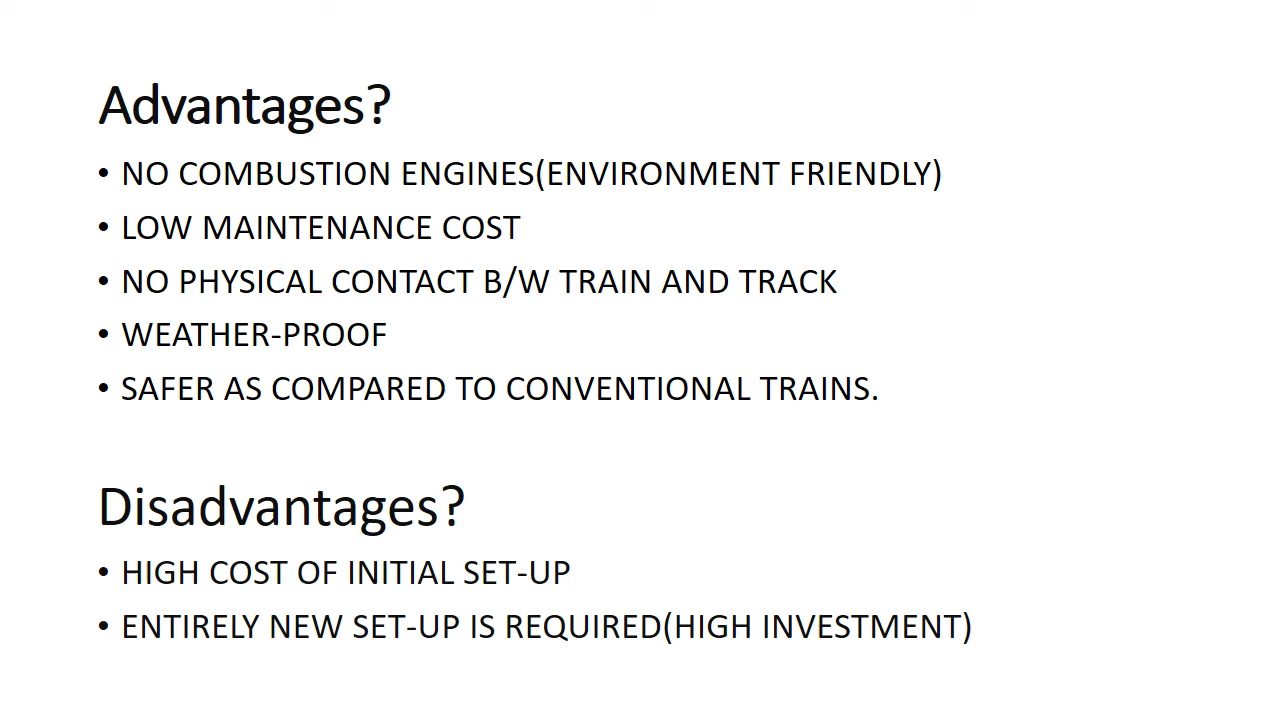 Advantages?
• NO COMBUSTION ENGINES(ENVIRONMENT FRIENDLY)
• LOW MAINTENANCE COST
• NO PHYSICAL CONTACT B/W TRAIN AND TRACK
• WEATHER-PROOF
• SAFER AS COMPARED TO CONVENTIONAL TRAINS.
Disadvantages?
• HIGH COST OF INITIAL SET-UP
• ENTIRELY NEW SET-UP IS REQUIRED(HIGH INVESTMENT)